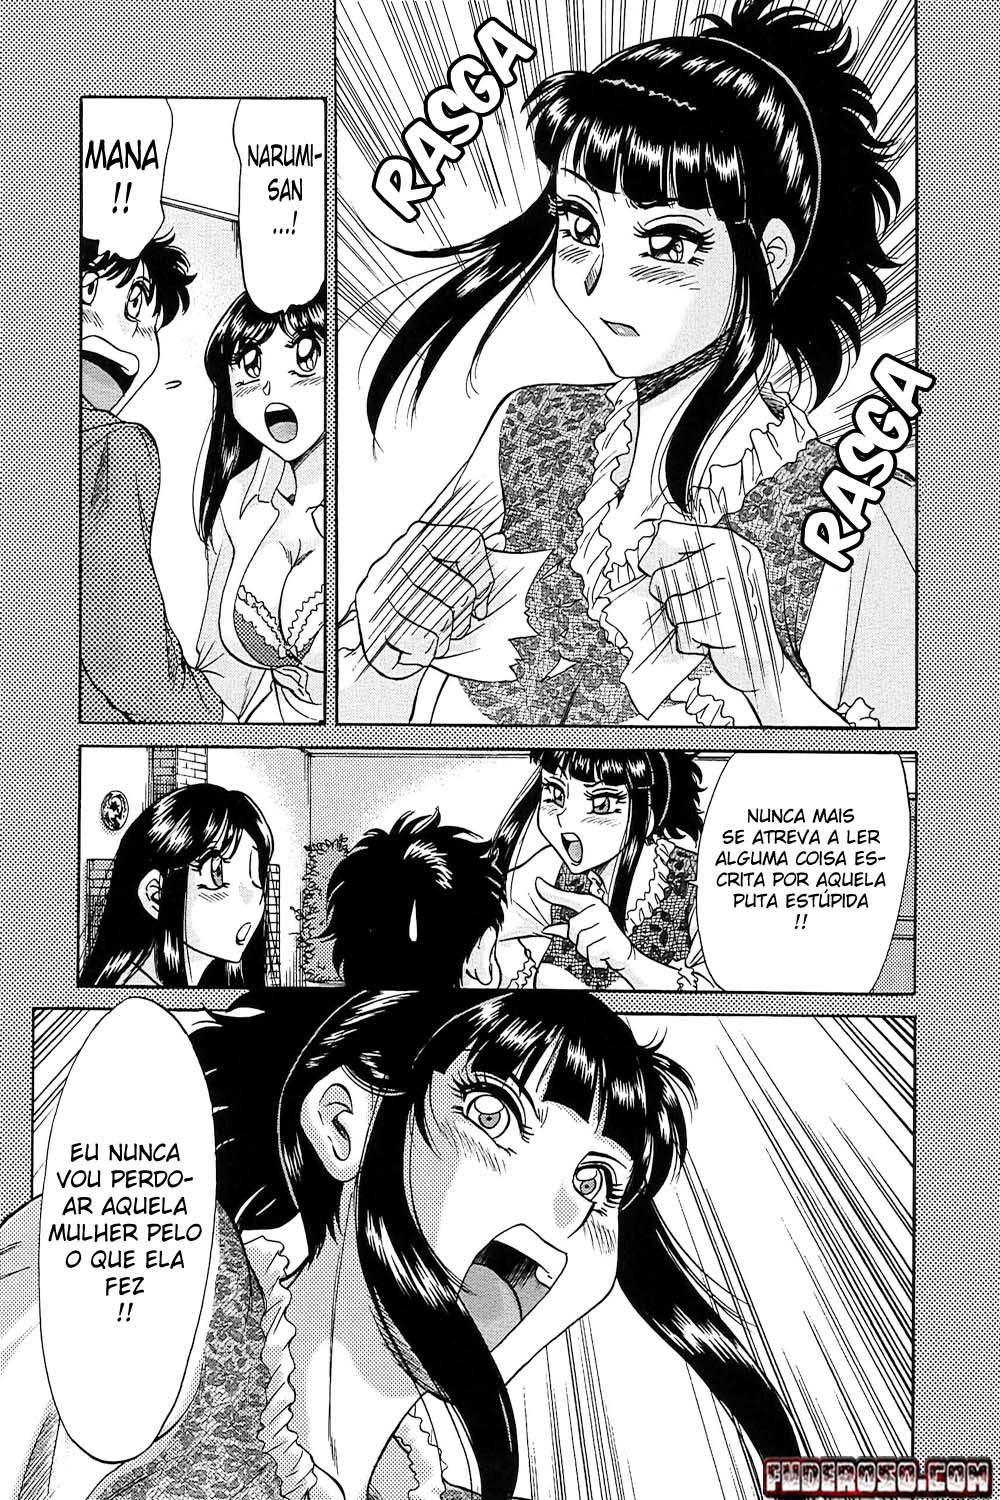 RASGA
RASGA
NARUMI-
SAN
...!
MANA
!!
NUNCA MAIS
SE ATREVA A LER
ALGUMA COISA ES-
CRITA POR AQUELA
PUTA ESTÚPIDA
!!
EU NUNCA
VOU PERDO-
AR AQUELA
MULHER PELO
O QUE ELA
FEZ
!!
FUDEROSO.COM